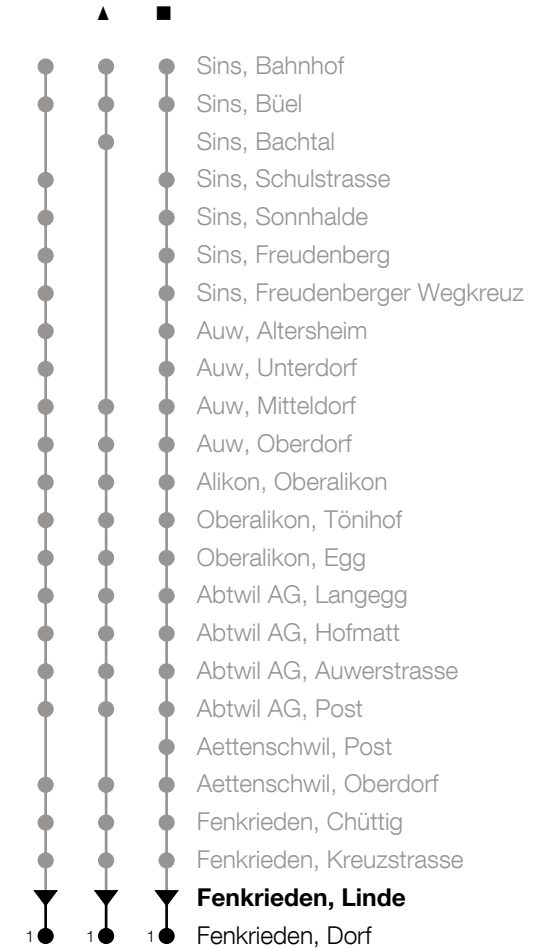 ▲ ■
Sins, Bahnhof
Sins, Büel
Sins, Bachtal
Sins, Schulstrasse
Sins, Sonnhalde
Sins, Freudenberg
Sins, Freudenberger Wegkreuz
Auw, Altersheim
Auw, Unterdorf
Auw, Mitteldorf
Auw, Oberdorf
Alikon, Oberalikon
Oberalikon, Tönihof
Oberalikon, Egg
Abtwil AG, Langegg
Abtwil AG, Hofmatt
Abtwil AG, Auwerstrasse
Abtwil AG, Post
Aettenschwil, Post
Aettenschwil, Oberdorf
Fenkrieden, Chüttig
Fenkrieden, Kreuzstrasse
Fenkrieden, Linde
1 1 1 Fenkrieden, Dorf